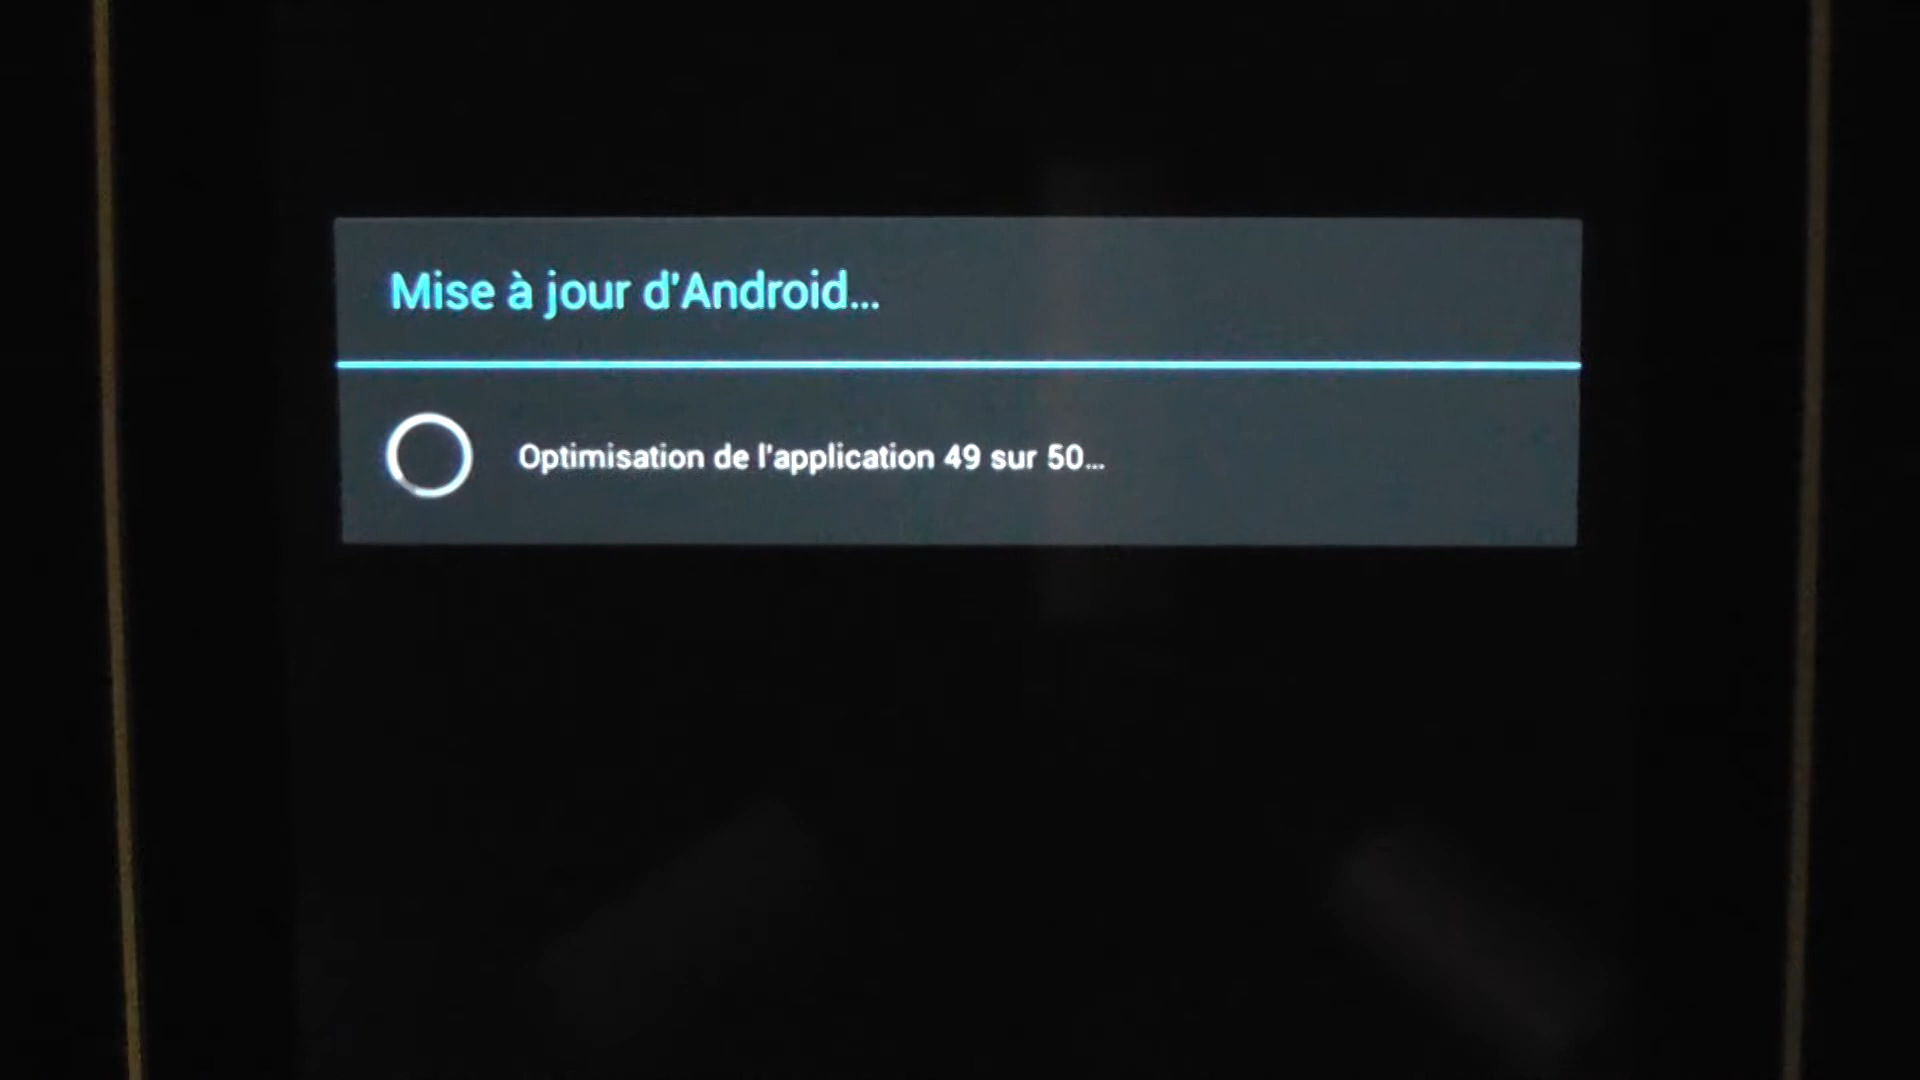 Mise à jour d'Android...
Optimisation de l'application 49 sur 50...